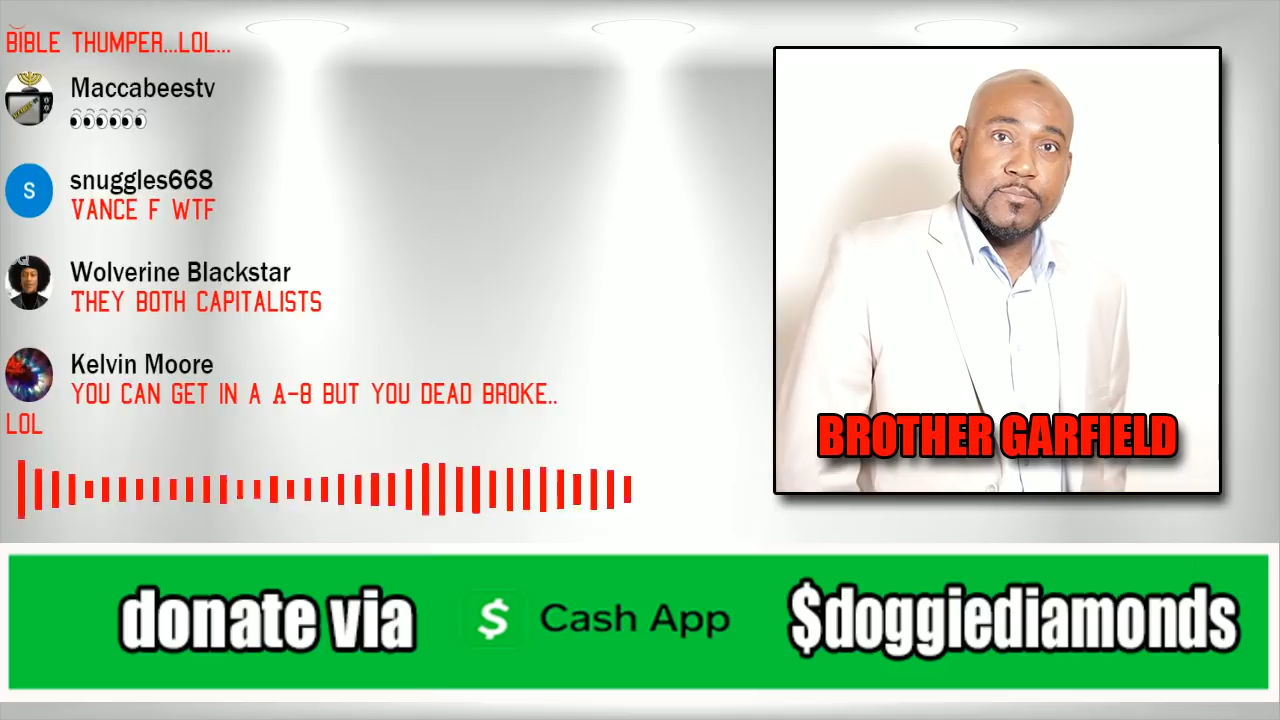 BIBLE THUMPER...LOL...
Maccabeestv
snuggles668
S
VANCE F WTF
Wolverine Blackstar
THEY BOTH CAPITALISTS
Kelvin Moore
YOU CAN GET IN A A-8 BUT YOU DEAD BROKE..
LOL
BROTHER GARFIELD
donate via
$ Cash App
$doggiediamonds